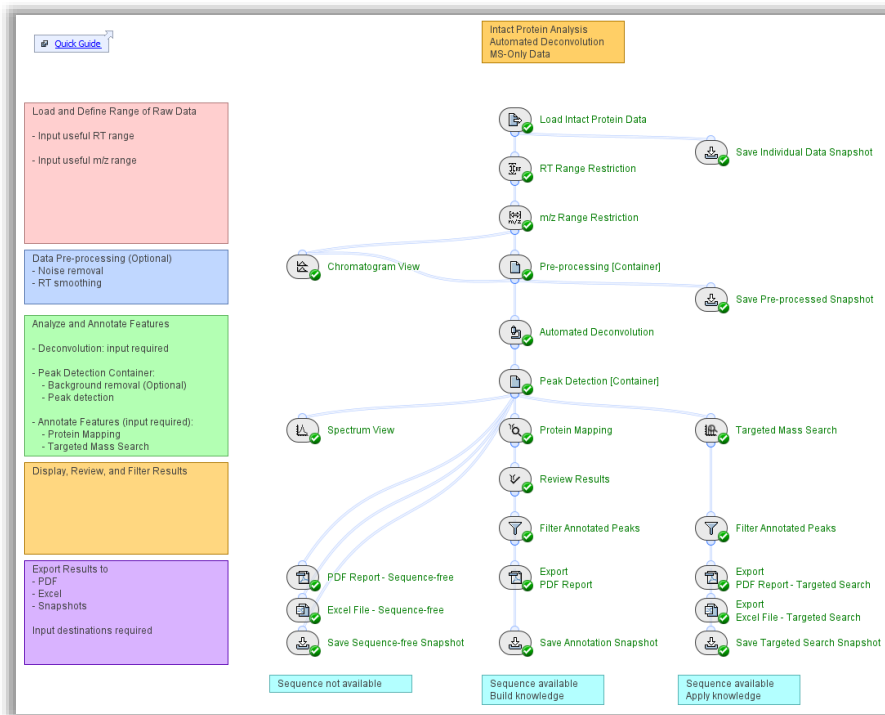 Quick Guide
Intact Protein Analysis
Automated Deconvolution
MS-Only Data
Load and Define Range of Raw Data
- Input useful RT range
- Input useful m/z range
Data Pre-processing (Optional)
- Noise removal
- RT smoothing
Analyze and Annotate Features
- Deconvolution: input required
- Peak Detection Container:
- Background removal (Optional)
- Peak detection
- Annotate Features (input required):
- Protein Mapping
- Targeted Mass Search
Display, Review, and Filter Results
Export Results to
- PDF
- Excel
- Snapshots
Input destinations required
Load Intact Protein Data
Save Individual Data Snapshot
RT Range Restriction
m/z
m/z Range Restriction
Chromatogram View
Pre-processing [Container]
Save Pre-processed Snapshot
Automated Deconvolution
Peak Detection [Container]
Spectrum View
Protein Mapping
Targeted Mass Search
Review Results
Filter Annotated Peaks
Filter Annotated Peaks
PDF Report - Sequence-free
Export
PDF Report
Export
PDF Report - Targeted Search
Excel File - Sequence-free
Export
Excel File - Targeted Search
Save Sequence-free Snapshot
Save Annotation Snapshot
Save Targeted Search Snapshot
Sequence not available
Sequence available
Build knowledge
Sequence available
Apply knowledge